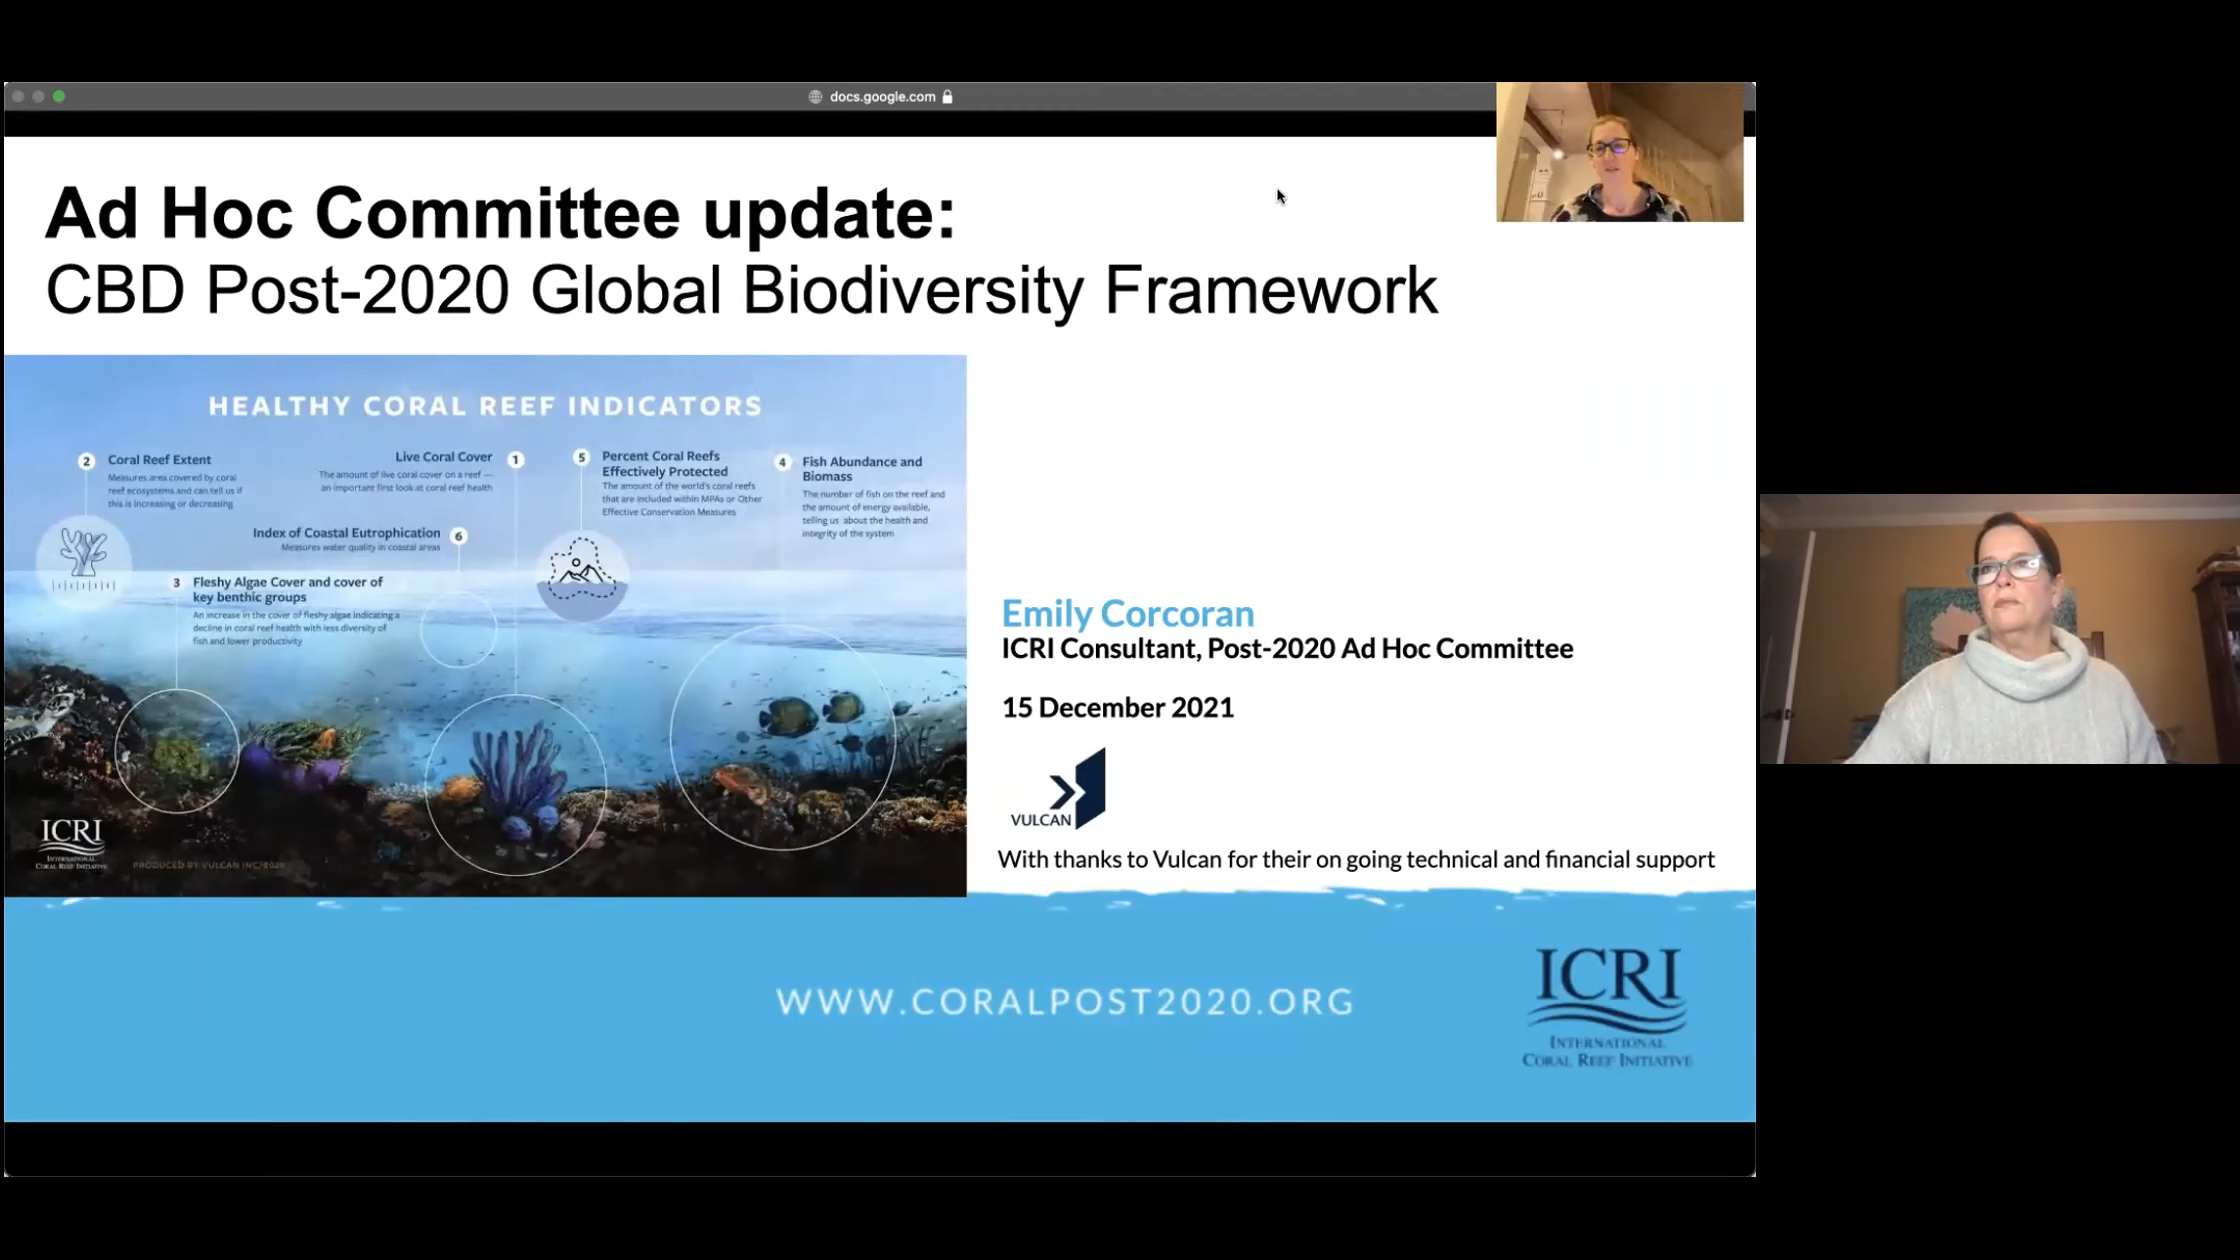 docs.google.com
Ad Hoc Committee update:
CBD Post-2020 Global Biodiversity Framework
HEALTHY CORAL REEF INDICATORS
2
Coral Reef Extent
Measures area covered by coral
reef ecosystems and can tell us if
this is increasing or decreasing
Live Coral Cover
1
The amount of live coral cover on a reef —
an important first look at coral reef health
5
Percent Coral Reefs
Effectively Protected
The amount of the world's coral reefs
that are included within MPAs or Other
Effective Conservation Measures
4
Fish Abundance and
Biomass
The number of fish on the reef and
the amount of energy available,
telling us about the health and
integrity of the system
Index of Coastal Eutrophication
6
Measures water quality in coastal areas
3
Fleshy Algae Cover and cover of
key benthic groups
An increase in the cover of fleshy algae indicating a
decline in coral reef health with less diversity of
fish and lower productivity
ICRI
INTERNATIONAL
CORAL REEF INITIATIVE
PRODUCED BY VULCAN INC. 2020
Emily Corcoran
ICRI Consultant, Post-2020 Ad Hoc Committee
15 December 2021
VULCAN
With thanks to Vulcan for their on going technical and financial support
WWW.CORALPOST2020.ORG
ICRI
INTERNATIONAL
CORAL REEF INITIATIVE